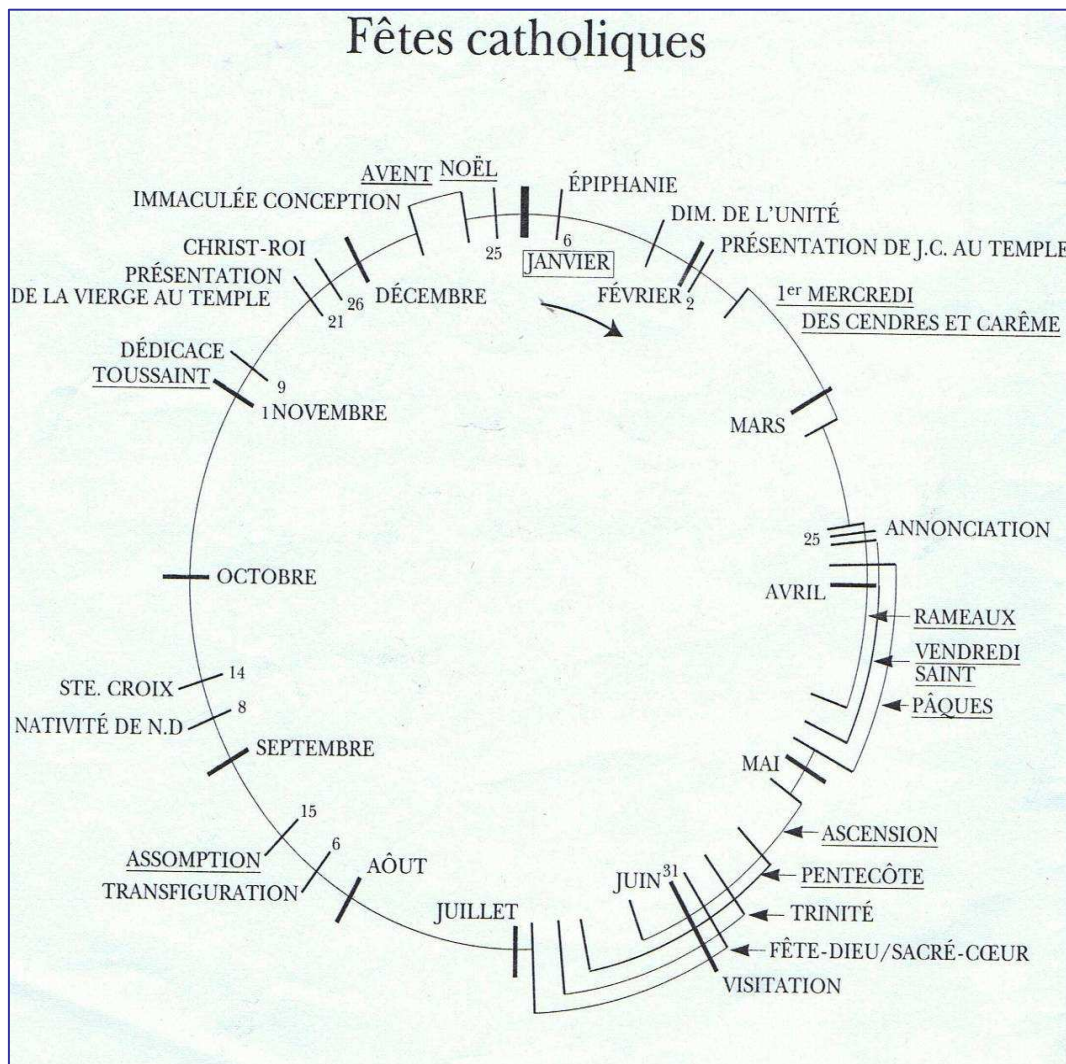 Fêtes catholiques
AVENT NOËL
IMMACULÉE CONCEPTION
ÉPIPHANIE
DIM. DE L'UNITÉ
CHRIST-ROI
PRÉSENTATION DE J.C. AU TEMPLE
25
6
JANVIER
PRÉSENTATION
DE LA VIERGE AU TEMPLE
26
21
DÉCEMBRE
FÉVRIER 2
1er MERCREDI
DES CENDRES ET CARÊME
DÉDICACE
TOUSSAINT
9
1 NOVEMBRE
MARS
25
ANNONCIATION
OCTOBRE
AVRIL
RAMEAUX
VENDREDI
SAINT
PÂQUES
14
STE. CROIX
8
NATIVITÉ DE N.D
SEPTEMBRE
MAI
15
ASSOMPTION
6
TRANSFIGURATION
AÔUT
ASCENSION
JUIN 31
PENTECÔTE
JUILLET
TRINITÉ
FÊTE-DIEU/SACRÉ-CŒUR
VISITATION